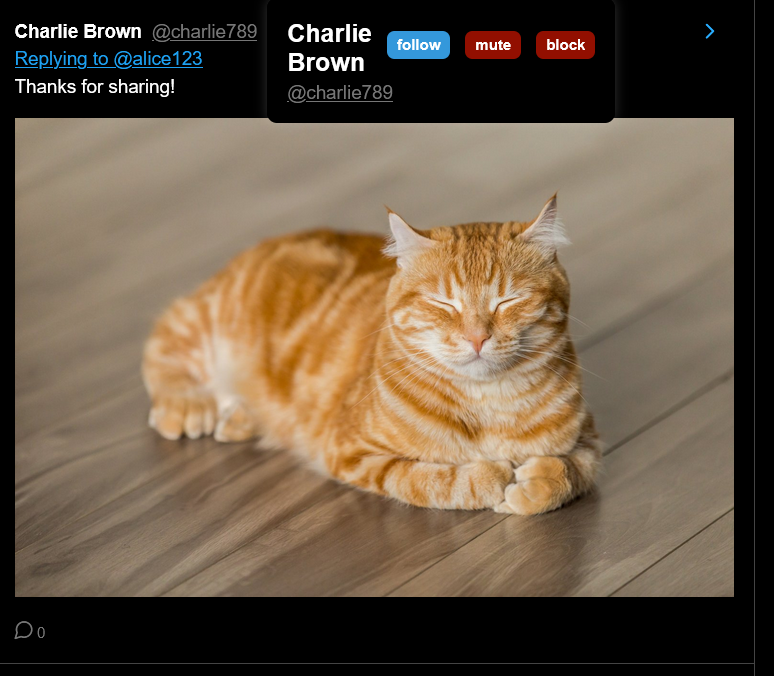 Charlie Brown @charlie789
Replying to @alice123
Thanks for sharing!
Charlie
Brown
follow mute block
@charlie789
0